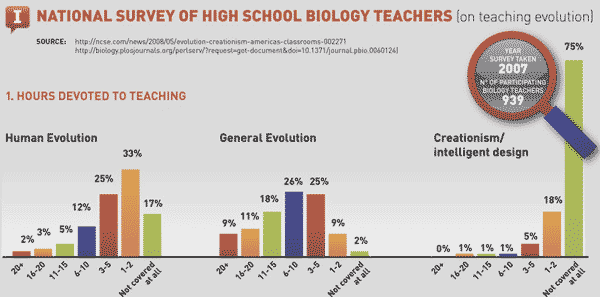 I NATIONAL SURVEY OF HIGH SCHOOL BIOLOGY TEACHERS (on teaching evolution)
SOURCE: http://ncse.com/news/2008/05/evolution-creationism-americas-classrooms-002271
http://biology.plosjournals.org/perlserv/?request=get-document&doi=10.1371/journal.pbio.0060124)
YEAR
SURVEY TAKEN
2007
Nº OF PARTICIPATING
BIOLOGY TEACHERS
939
1. HOURS DEVOTED TO TEACHING
Human Evolution
2% 3% 5% 12% 25% 33% 17%
20+ 16-20 11-15 6-10 3-5 1-2 Not covered at all
General Evolution
9% 11% 18% 26% 25% 9% 2%
20+ 16-20 11-15 6-10 3-5 1-2 Not covered at all
Creationism/
intelligent design
0% 1% 1% 1% 5% 18% 75%
20+ 16-20 11-15 6-10 3-5 1-2 Not covered at all